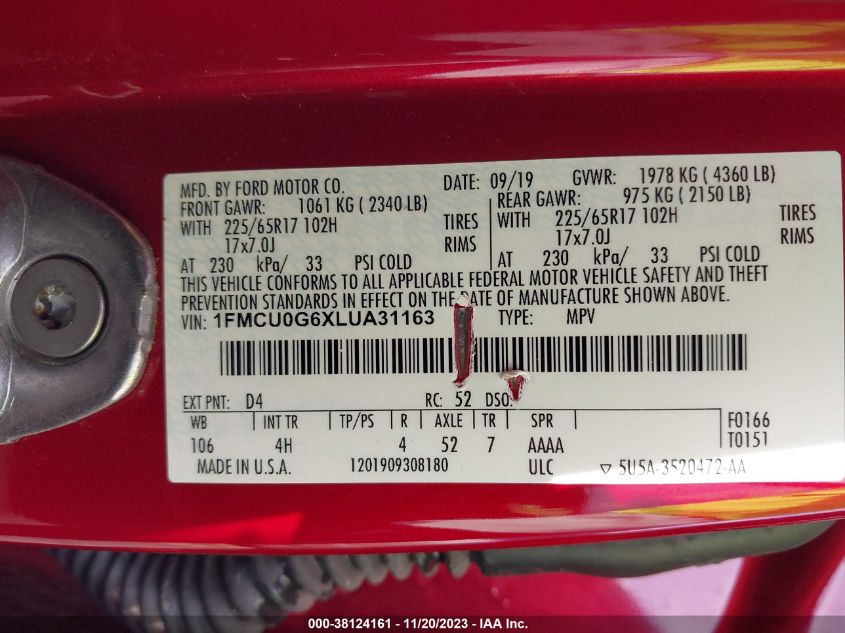 MFD. BY FORD MOTOR CO. DATE: 09/19 GVWR: 1978 KG ( 4360 LB)
FRONT GAWR: 1061 KG ( 2340 LB) REAR GAWR: 975 KG ( 2150 LB)
WITH 225/65R17 102H TIRES WITH 225/65R17 102H TIRES
17x7.0J RIMS 17x7.0J RIMS
AT 230 kPa/ 33 PSI COLD AT 230 kPa/ 33 PSI COLD
THIS VEHICLE CONFORMS TO ALL APPLICABLE FEDERAL MOTOR VEHICLE SAFETY AND THEFT
PREVENTION STANDARDS IN EFFECT ON THE DATE OF MANUFACTURE SHOWN ABOVE.
VIN: 1FMCU0G6XLUA31163 TYPE: MPV
EXT PNT: D4 RC: 52 DSO:
WB INT TR TP/PS R AXLE TR SPR F0166
106 4H 4 52 7 AAAA T0151
MADE IN U.S.A. 1201909308180 ULC ▽ 5U5A-3520472-AA
000-38124161 - 11/20/2023 - IAA Inc.